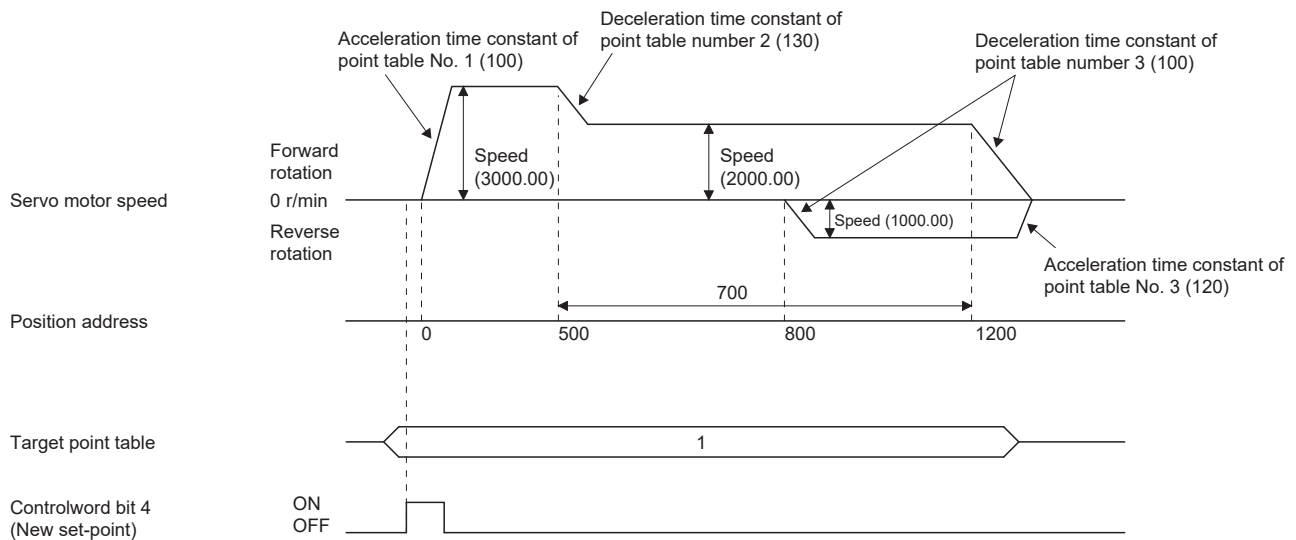 Deceleration time constant of
point table number 2 (130)
Acceleration time constant of
point table No. 1 (100)
Deceleration time constant of
point table number 3 (100)
Forward
rotation
Speed
(3000.00)
Speed
(2000.00)
Servo motor speed
0 r/min
Reverse
rotation
Speed (1000.00)
Acceleration time constant of
point table No. 3 (120)
700
Position address
0
500
800
1200
Target point table
1
Controlword bit 4
(New set-point)
ON
OFF